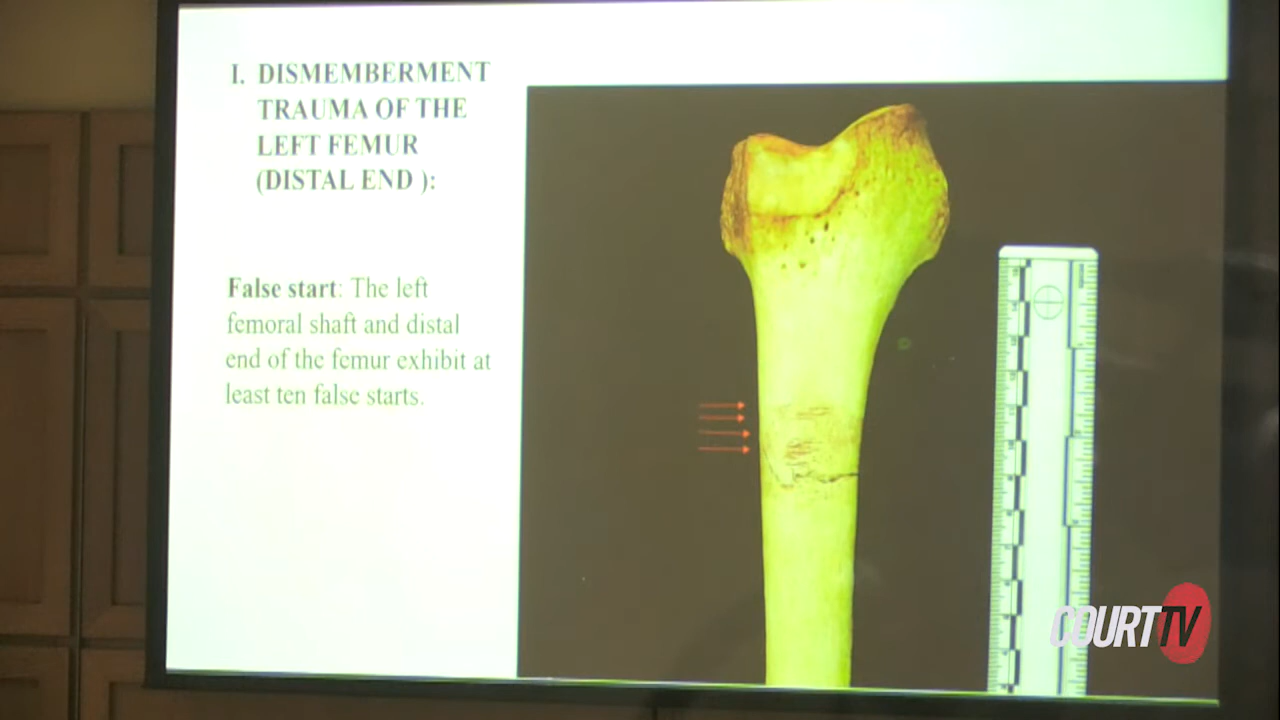 I. DISMEMBERMENT
TRAUMA OF THE
LEFT FEMUR
(DISTAL END ):
False start: The left
femoral shaft and distal
end of the femur exhibit at
least ten false starts.
COURT TV